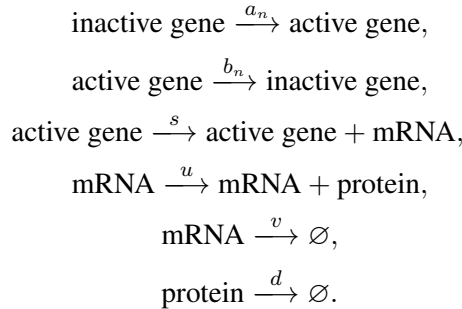 inactive gene \xrightarrow{a_n} active gene,
active gene \xrightarrow{b_n} inactive gene,
active gene \xrightarrow{s} active gene + mRNA,
mRNA \xrightarrow{u} mRNA + protein,
mRNA \xrightarrow{v} ∅,
protein \xrightarrow{d} ∅.